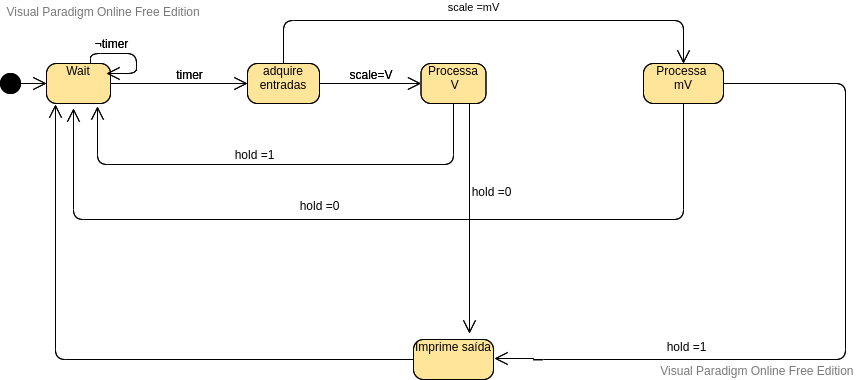 Visual Paradigm Online Free Edition
scale =mV
¬timer
Wait
timer
adquire
entradas
scale=V
Processa
V
Processa
mV
hold =1
hold =0
hold =0
Imprime saída
hold =1
Visual Paradigm Online Free Edition